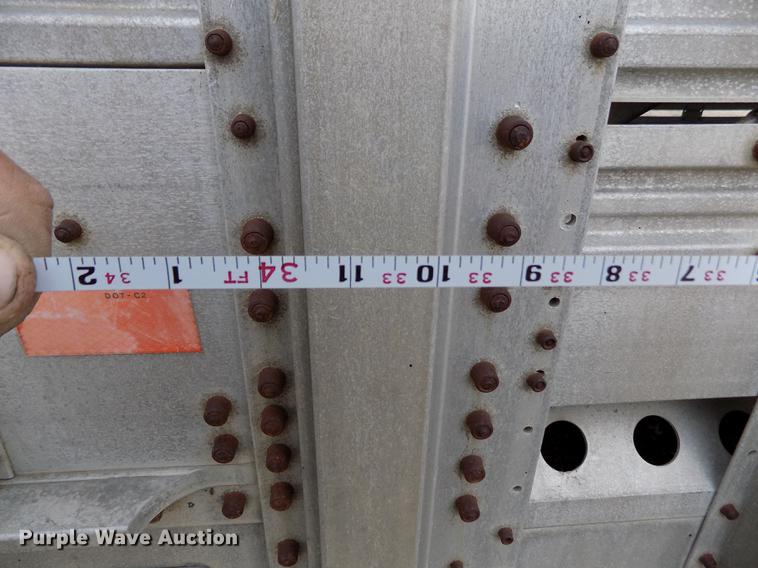 2 34 1 FT 34 11 33 10 33 9 33 8 33 7
DOT-C2
Purple Wave Auction